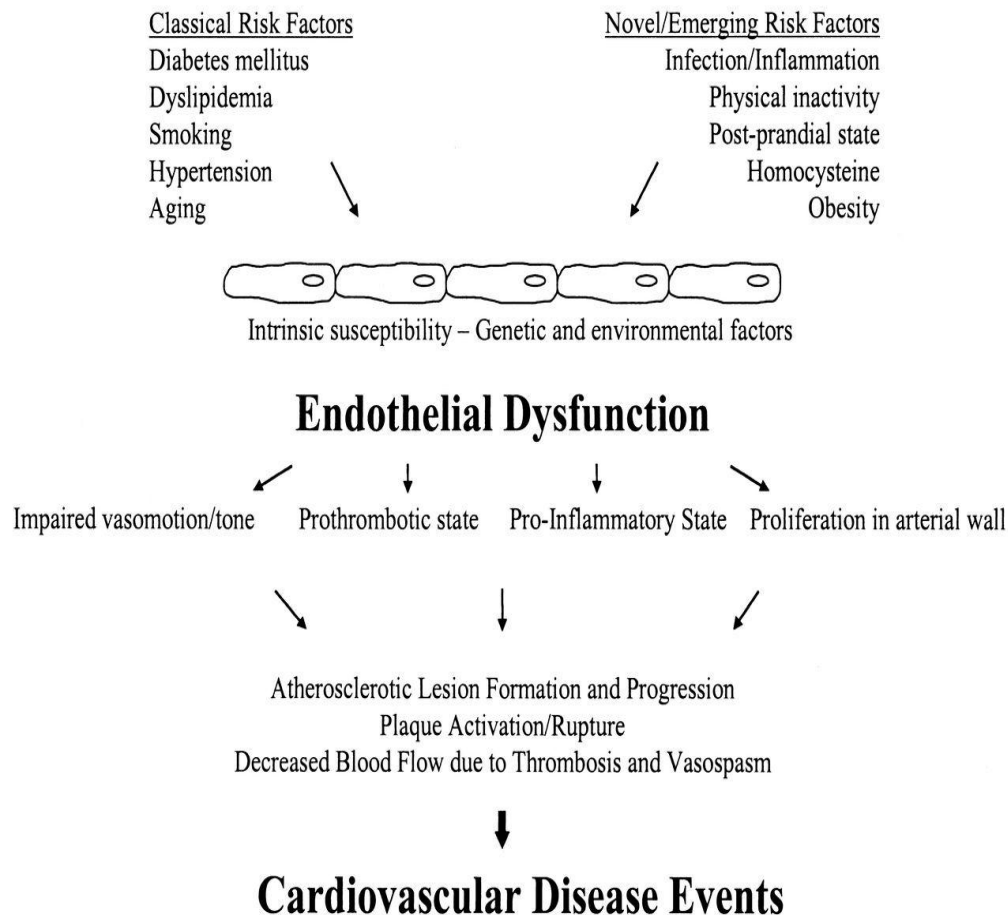 Classical Risk Factors
Diabetes mellitus
Dyslipidemia
Smoking
Hypertension
Aging
Novel/Emerging Risk Factors
Infection/Inflammation
Physical inactivity
Post-prandial state
Homocysteine
Obesity
Intrinsic susceptibility – Genetic and environmental factors
Endothelial Dysfunction
Impaired vasomotion/tone
Prothrombotic state
Pro-Inflammatory State
Proliferation in arterial wall
Atherosclerotic Lesion Formation and Progression
Plaque Activation/Rupture
Decreased Blood Flow due to Thrombosis and Vasospasm
Cardiovascular Disease Events